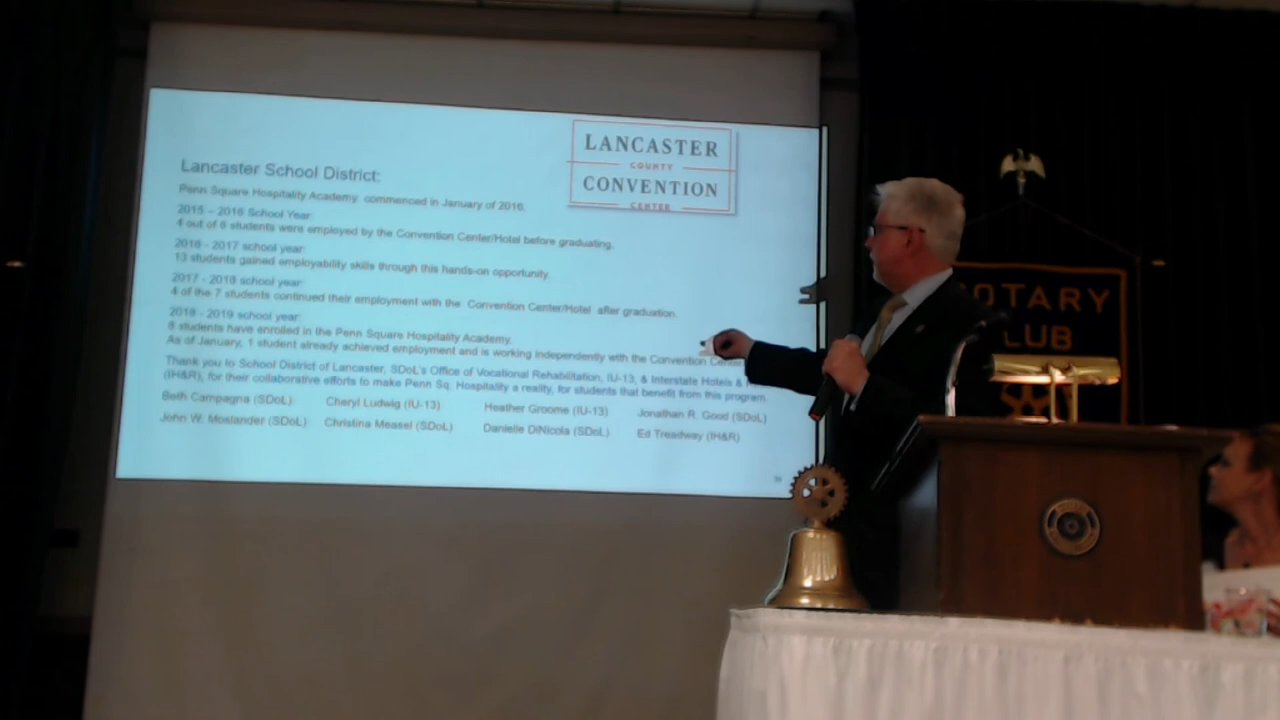 LANCASTER
COUNTY
CONVENTION
CENTER
Lancaster School District:
Penn Square Hospitality Academy commenced in January of 2016.
2015 – 2016 School Year:
4 out of 6 students were employed by the Convention Center/Hotel before graduating.
2016 - 2017 school year:
13 students gained employability skills through this hands-on opportunity.
2017 - 2018 school year:
4 of the 7 students continued their employment with the Convention Center/Hotel after graduation.
2018 - 2019 school year:
8 students have enrolled in the Penn Square Hospitality Academy.
As of January, 1 student already achieved employment and is working independently with the Convention
Thank you to School District of Lancaster, SDoL's Office of Vocational Rehabilitation, IU-13, & Interstate Hotels &
(IH&R), for their collaborative efforts to make Penn Sq. Hospitality a reality, for students that benefit from this program.
Beth Campagna (SDoL) Cheryl Ludwig (IU-13) Heather Groome (IU-13) Jonathan R. Good (SDoL)
John W. Moslander (SDoL) Christina Measel (SDoL) Danielle DiNicola (SDoL) Ed Treadway (IH&R)
ROTARY
CLUB